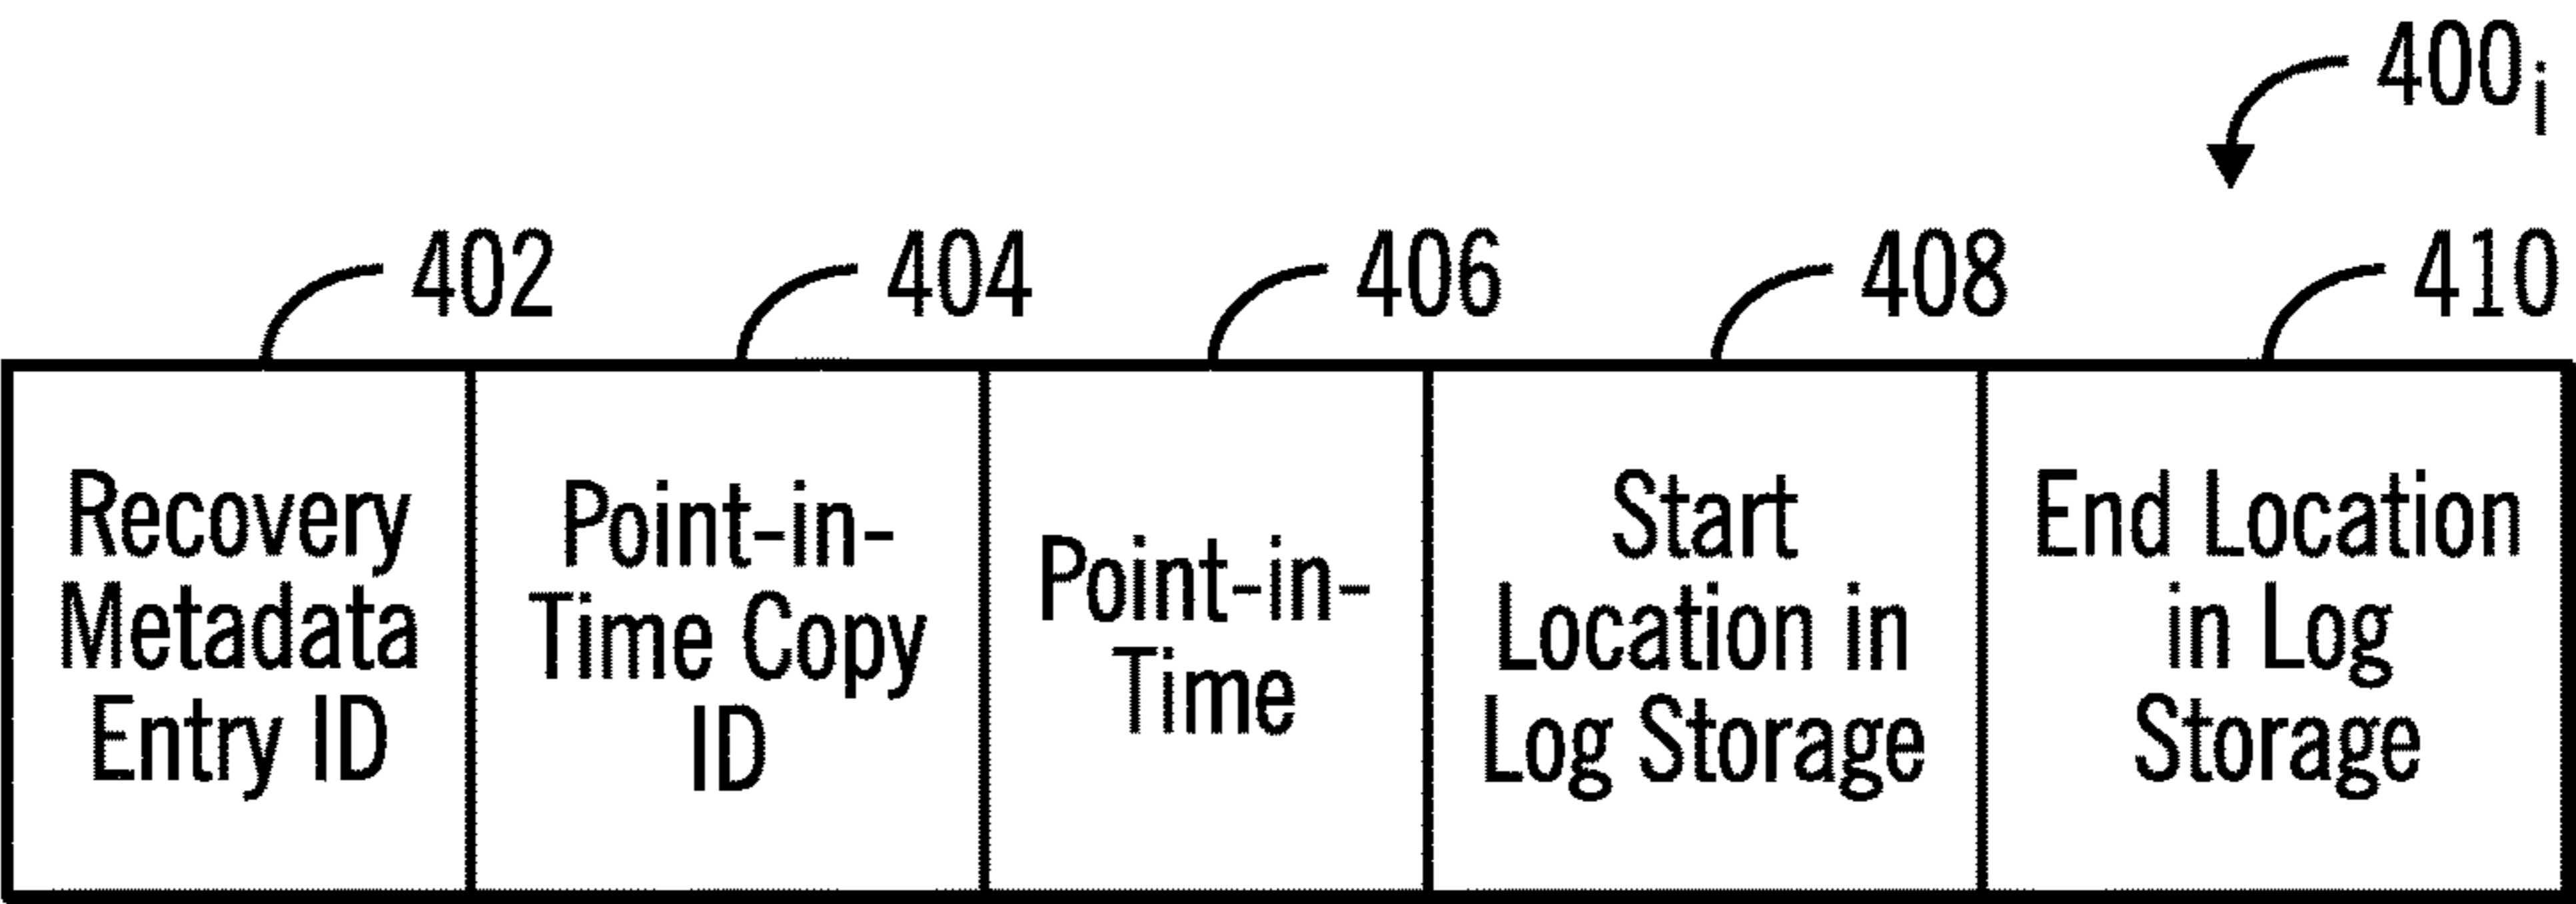 400i
402
404
406
408
410
Recovery
Metadata
Entry ID
Point-in-
Time Copy
ID
Point-in-
Time
Start
Location in
Log Storage
End Location
in Log
Storage